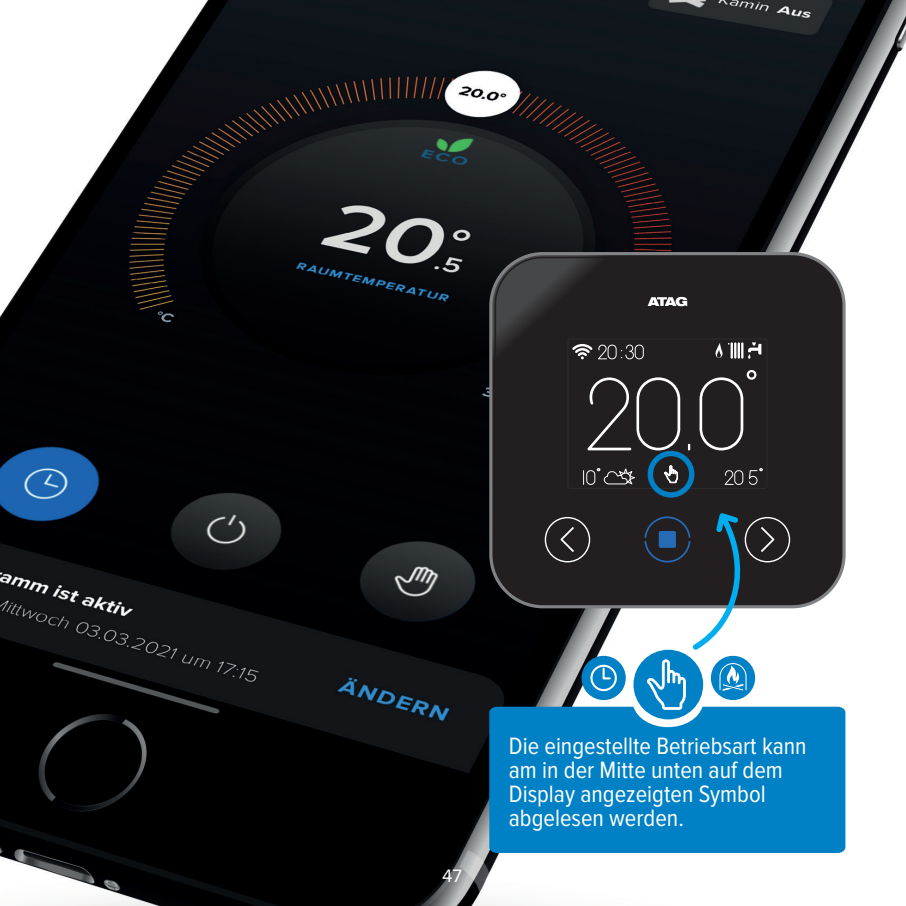 Kamin Aus
20.0°
ECO
20°.5
RAUMTEMPERATUR
°C
ATAG
20:30
20.0°
10°
20 5°
ramm ist aktiv
Mittwoch 03.03.2021 um 17:15
ÄNDERN
Die eingestellte Betriebsart kann
am in der Mitte unten auf dem
Display angezeigten Symbol
abgelesen werden.
47